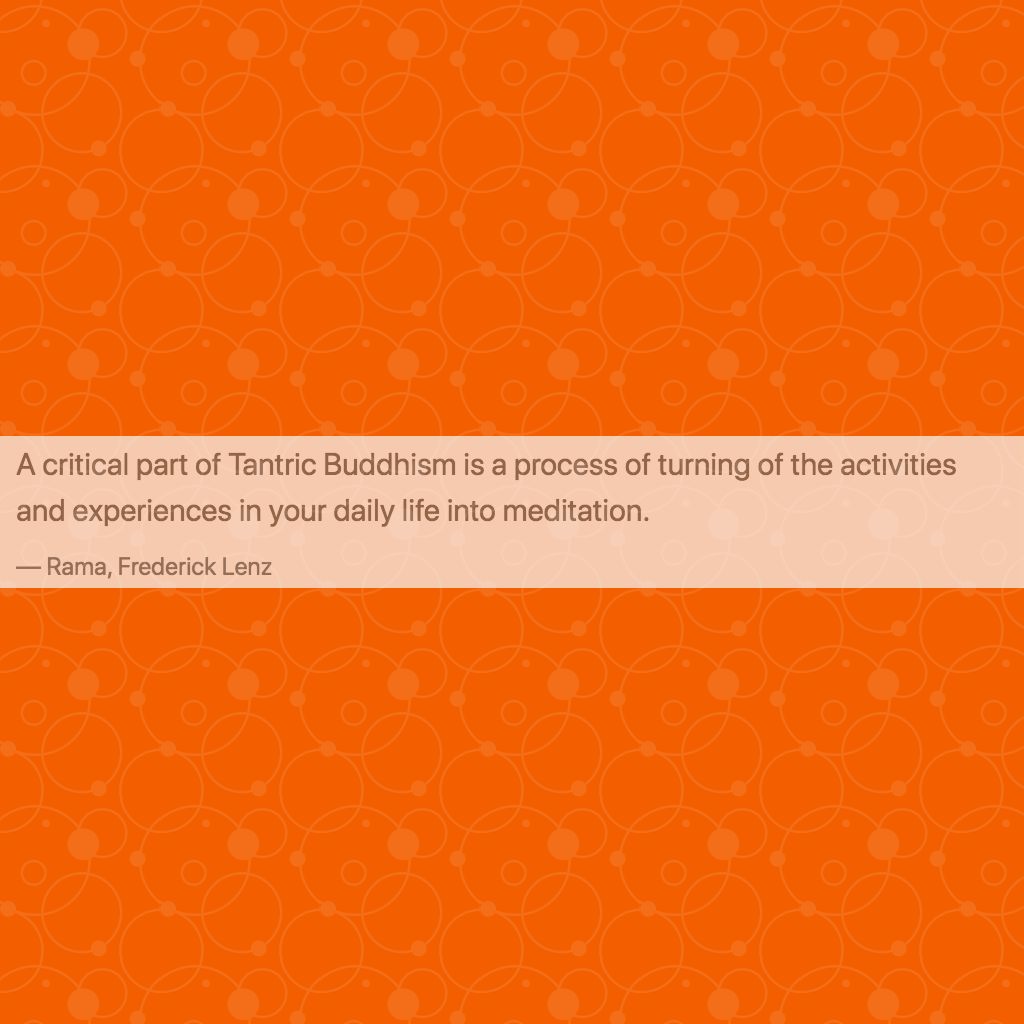 A critical part of Tantric Buddhism is a process of turning of the activities
and experiences in your daily life into meditation.
— Rama, Frederick Lenz